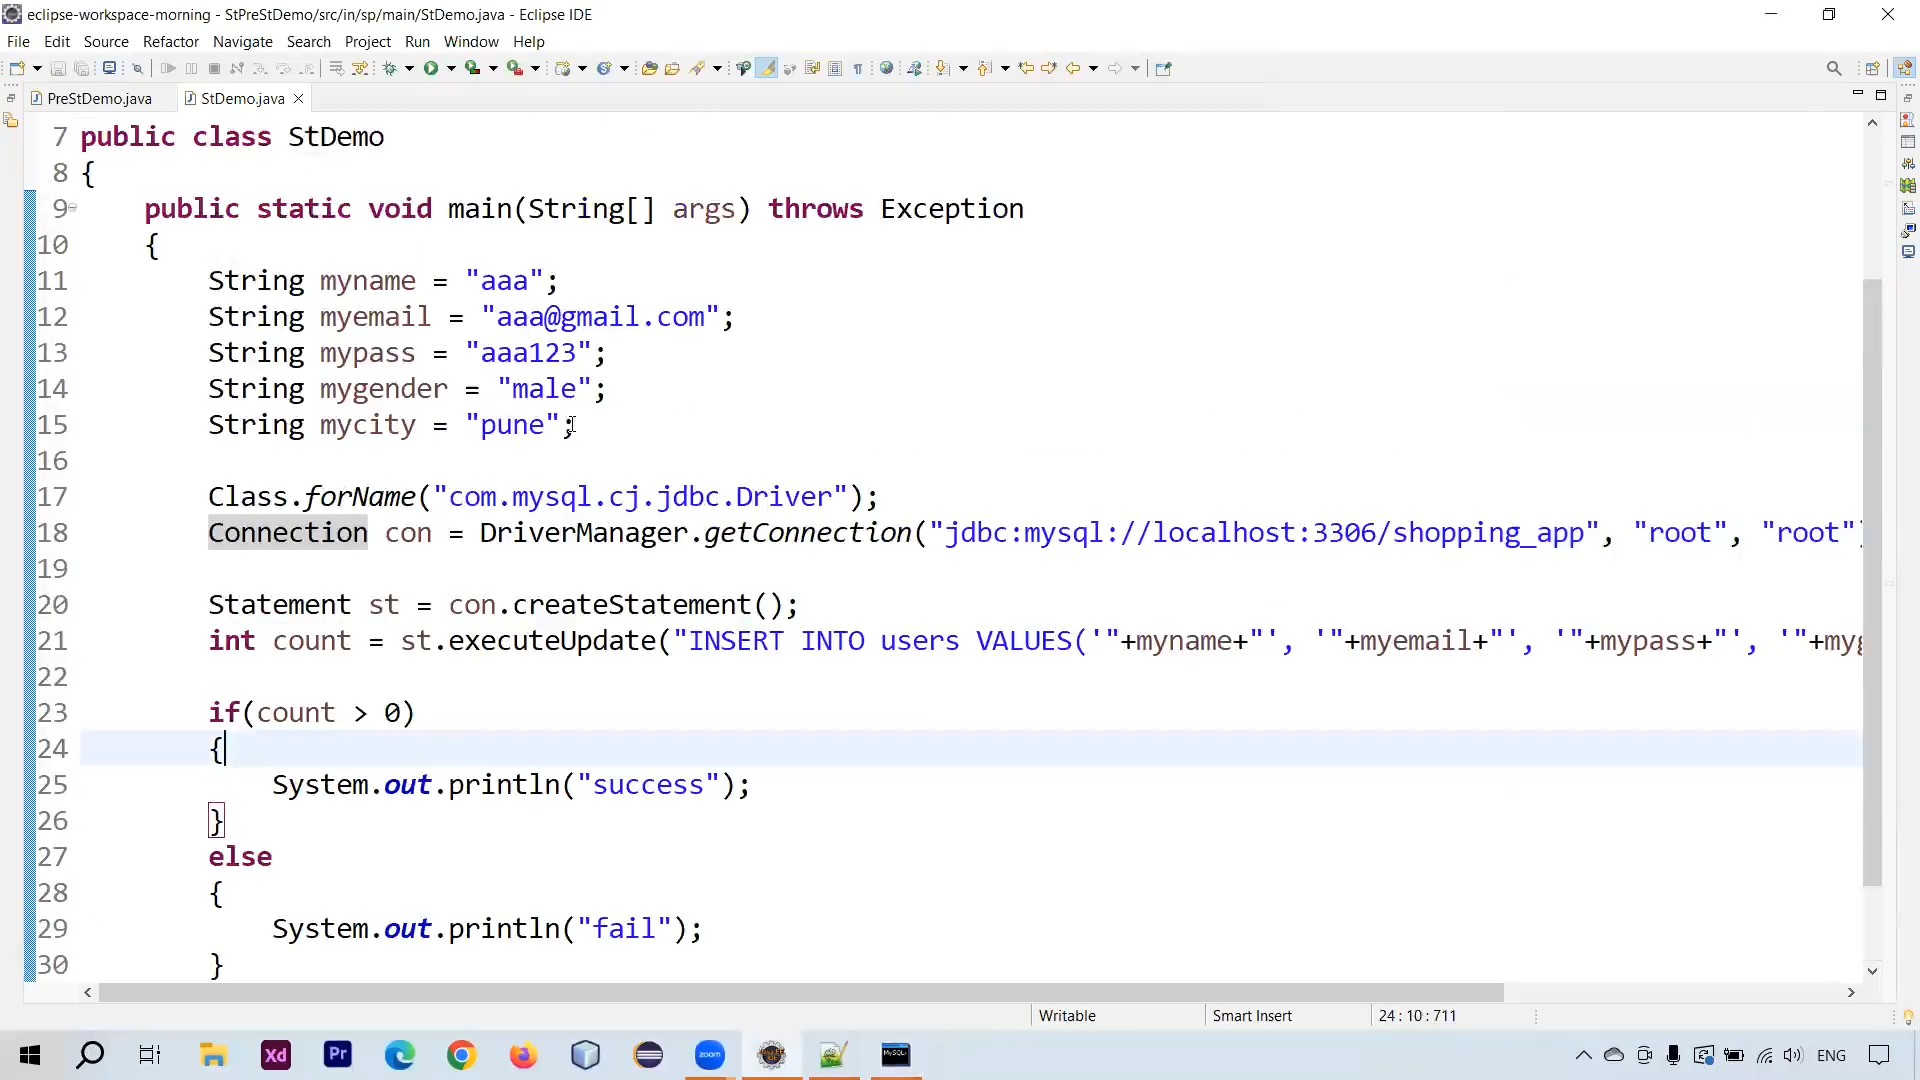 eclipse-workspace-morning - StPreStDemo/src/in/sp/main/StDemo.java - Eclipse IDE
File Edit Source Refactor Navigate Search Project Run Window Help
PreStDemo.java StDemo.java
7 public class StDemo
8 {
9 public static void main(String[] args) throws Exception
10 {
11 String myname = "aaa";
12 String myemail = "aaa@gmail.com";
13 String mypass = "aaa123";
14 String mygender = "male";
15 String mycity = "pune";
16
17 Class.forName("com.mysql.cj.jdbc.Driver");
18 Connection con = DriverManager.getConnection("jdbc:mysql://localhost:3306/shopping_app", "root", "root")
19
20 Statement st = con.createStatement();
21 int count = st.executeUpdate("INSERT INTO users VALUES('"+myname+"', '"+myemail+"', '"+mypass+"', '"+myg
22
23 if(count > 0)
24 {
25 System.out.println("success");
26 }
27 else
28 {
29 System.out.println("fail");
30 }
Writable Smart Insert 24 : 10 : 711
Xd Pr zoom MySQL ENG